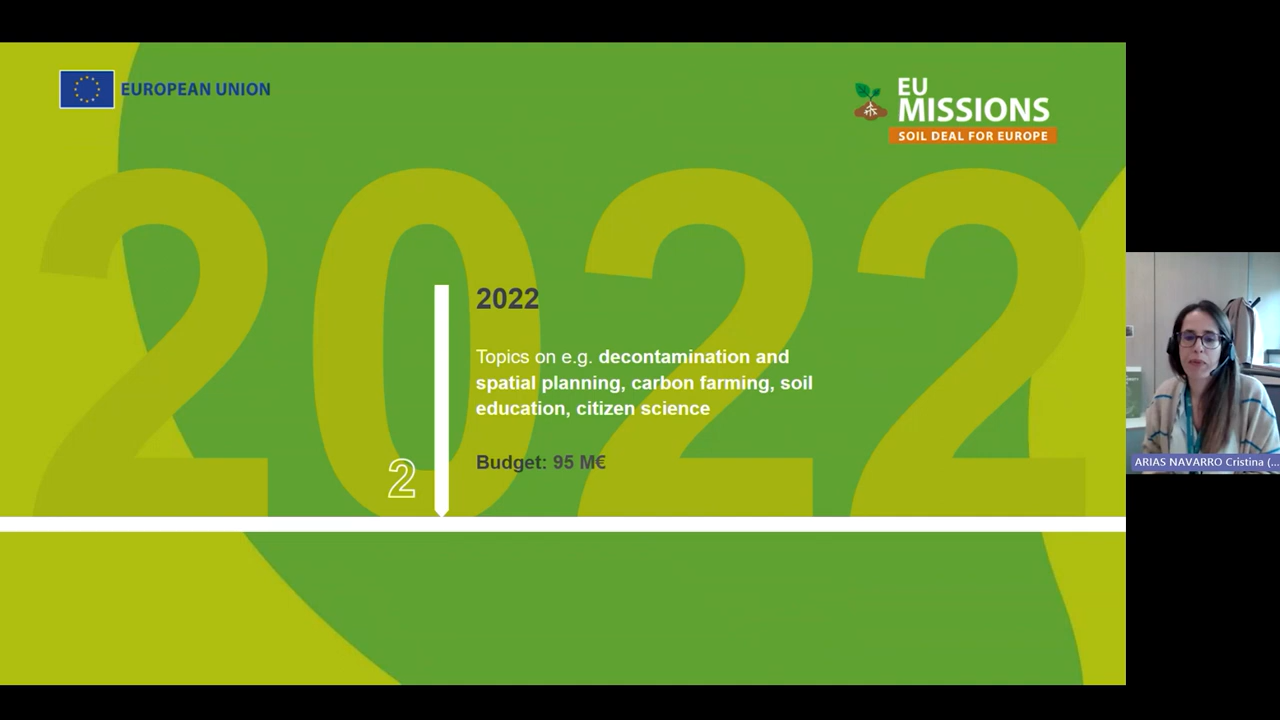 EUROPEAN UNION
EU
MISSIONS
SOIL DEAL FOR EUROPE
2022
2022
Topics on e.g. decontamination and
spatial planning, carbon farming, soil
education, citizen science
Budget: 95 M€
2
ARIAS NAVARRO Cristina (...